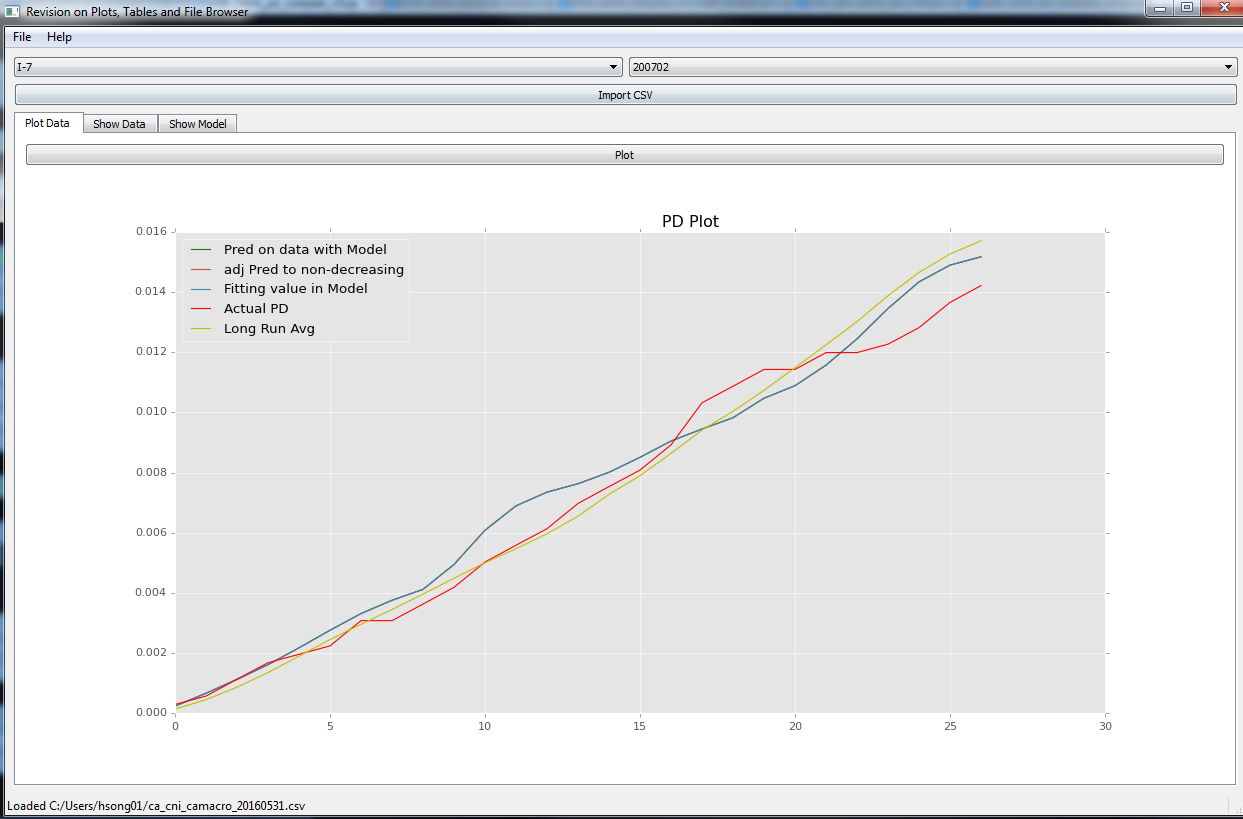 Revision on Plots, Tables and File Browser
File Help
I-7 200702
Import CSV
Plot Data Show Data Show Model
Plot
PD Plot
Pred on data with Model
adj Pred to non-decreasing
Fitting value in Model
Actual PD
Long Run Avg
0.016
0.014
0.012
0.010
0.008
0.006
0.004
0.002
0.000
0 5 10 15 20 25 30
Loaded C:/Users/hsong01/ca_cni_camacro_20160531.csv